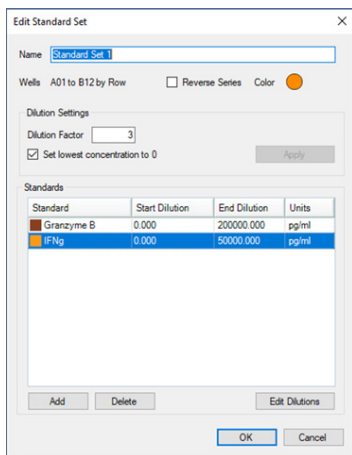 Edit Standard Set
Name Standard Set 1
Wells A01 to B12 by Row Reverse Series Color
Dilution Settings
Dilution Factor 3
Set lowest concentration to 0 Apply
Standards
Standard Start Dilution End Dilution Units
Granzyme B 0.000 200000.000 pg/ml
IFNg 0.000 50000.000 pg/ml
Add Delete Edit Dilutions
OK Cancel